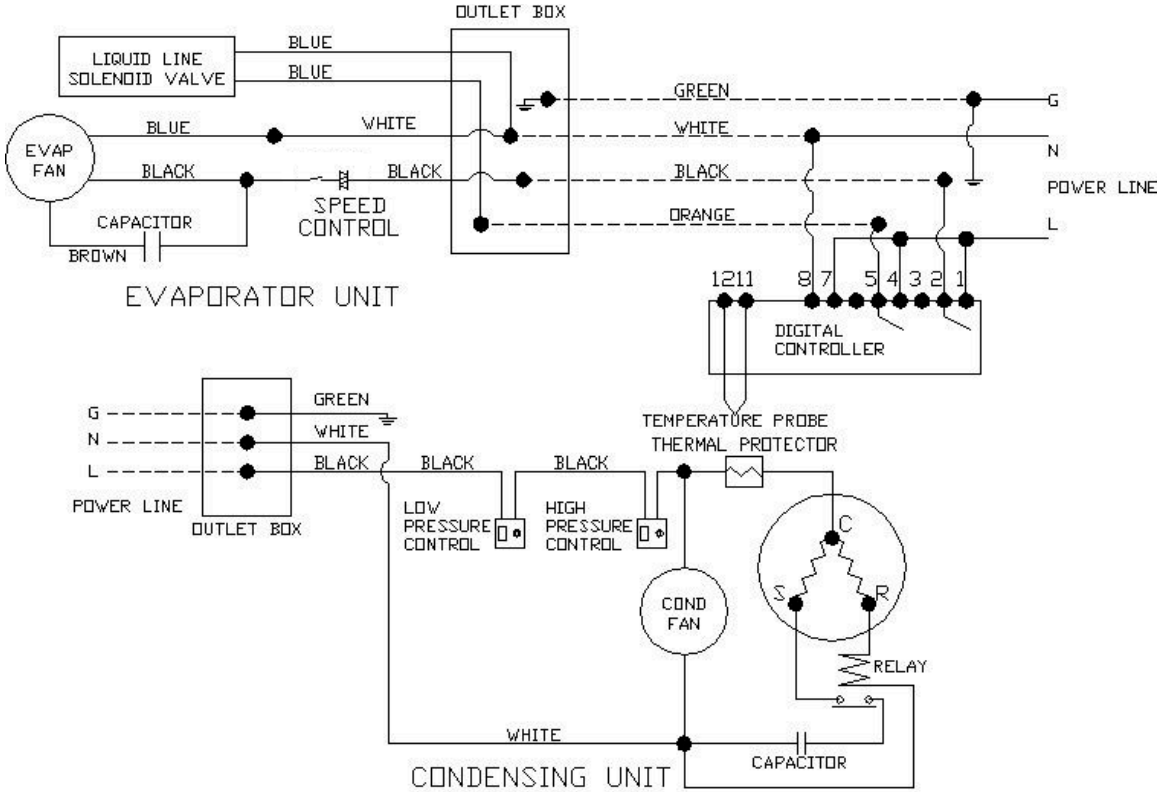 OUTLET BOX
LIQUID LINE
SOLENOID VALVE
BLUE
BLUE
GREEN
G
EVAP
FAN
BLUE
WHITE
WHITE
N
BLACK
BLACK
BLACK
POWER LINE
SPEED
CONTROL
CAPACITOR
BROWN
ORANGE
L
EVAPORATOR UNIT
12 11 8 7 5 4 3 2 1
DIGITAL
CONTROLLER
TEMPERATURE PROBE
G
GREEN
N
WHITE
L
BLACK
BLACK
BLACK
THERMAL PROTECTOR
POWER LINE
OUTLET BOX
LOW
PRESSURE
CONTROL
HIGH
PRESSURE
CONTROL
C
S
R
COND
FAN
RELAY
WHITE
CAPACITOR
CONDENSING UNIT